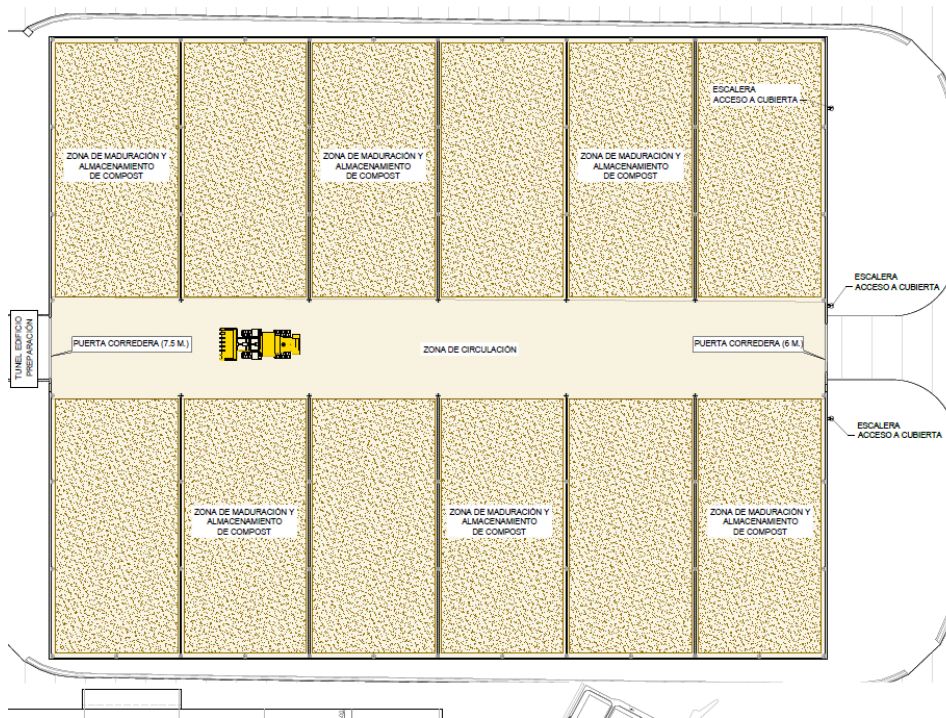 ESCALERA
ACCESO A CUBIERTA
ZONA DE MADURACIÓN Y
ALMACENAMIENTO
DE COMPOST
ZONA DE MADURACIÓN Y
ALMACENAMIENTO
DE COMPOST
ZONA DE MADURACIÓN Y
ALMACENAMIENTO
DE COMPOST
ESCALERA
ACCESO A CUBIERTA
TUNEL EDIFICIO
PREPARACIÓN
PUERTA CORREDERA (7.5 M.)
ZONA DE CIRCULACIÓN
PUERTA CORREDERA (6 M.)
ESCALERA
ACCESO A CUBIERTA
ZONA DE MADURACIÓN Y
ALMACENAMIENTO
DE COMPOST
ZONA DE MADURACIÓN Y
ALMACENAMIENTO
DE COMPOST
ZONA DE MADURACIÓN Y
ALMACENAMIENTO
DE COMPOST